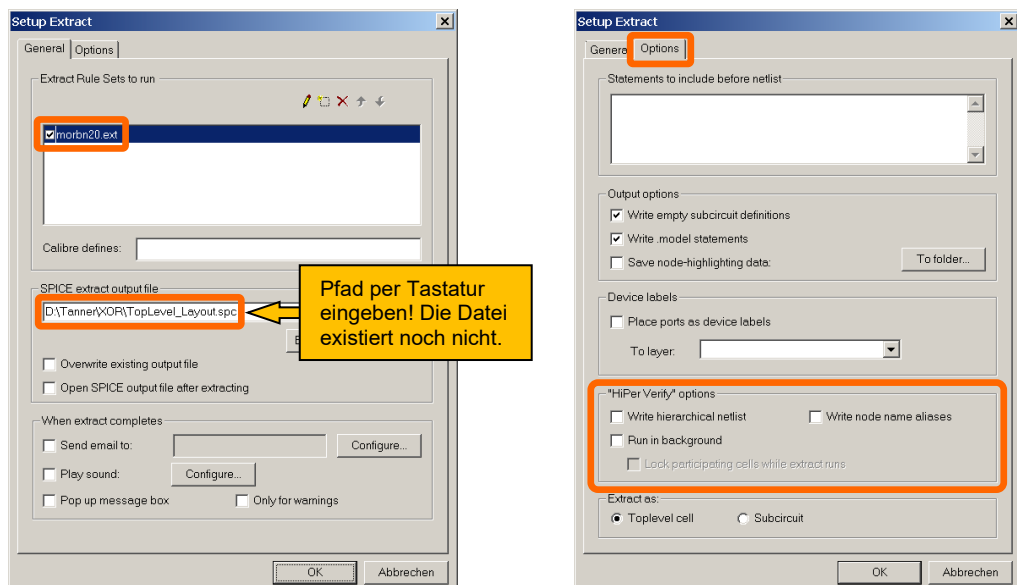 Setup Extract
General
Options
Extract Rule Sets to run
morbn20.ext
Calibre defines:
SPICE extract output file
D:\Tanner\XOR\TopLevel_Layout.spc
Pfad per Tastatur
eingeben! Die Datei
existiert noch nicht.
Overwrite existing output file
Open SPICE output file after extracting
When extract completes
Send email to:
Configure...
Play sound:
Configure...
Pop up message box
Only for warnings
OK
Abbrechen
Setup Extract
Genera
Options
Statements to include before netlist
Output options
Write empty subcircuit definitions
Write .model statements
Save node-highlighting data:
To folder...
Device labels
Place ports as device labels
To layer:
"HiPer Verify" options
Write hierarchical netlist
Write node name aliases
Run in background
Lock participating cells while extract runs
Extract as:
Toplevel cell
Subcircuit
OK
Abbrechen